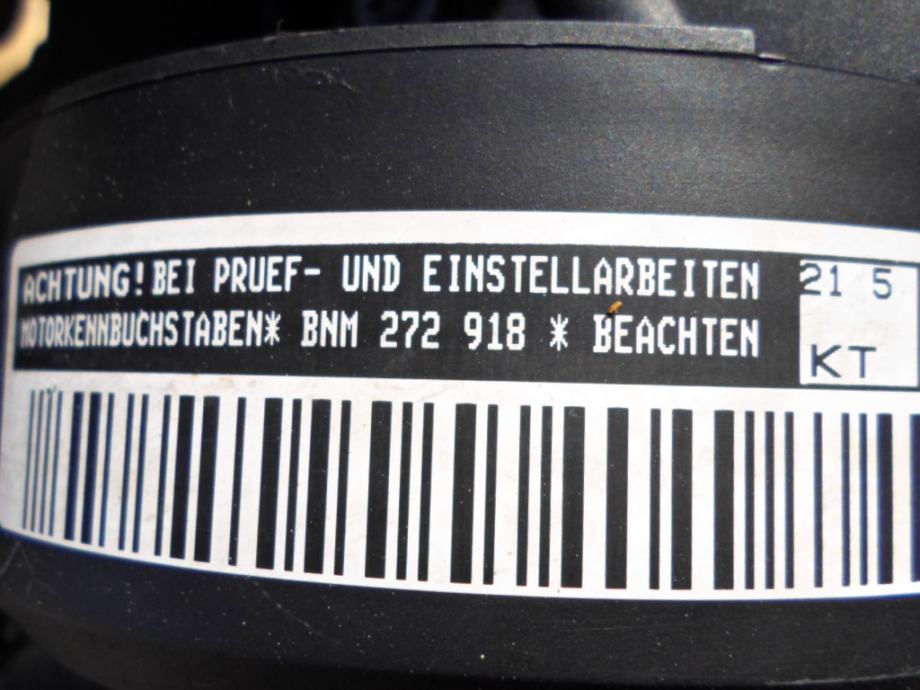 ACHTUNG! BEI PRUEF- UND EINSTELLARBEITEN
MOTORKENNBUCHSTABEN* BNM 272 918 * BEACHTEN
21 5
KT